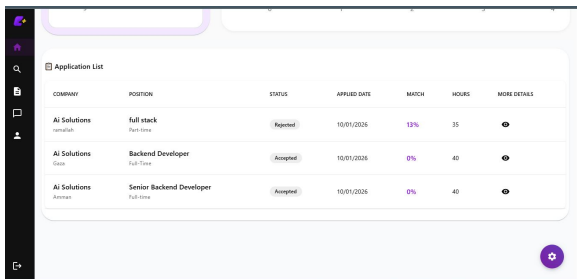 Application List
COMPANY POSITION STATUS APPLIED DATE MATCH HOURS MORE DETAILS
Ai Solutions full stack Rejected 10/01/2026 13% 35
ramallah Part-time
Ai Solutions Backend Developer Accepted 10/01/2026 0% 40
Gaza Full-Time
Ai Solutions Senior Backend Developer Accepted 10/01/2026 0% 40
Amman Full-time